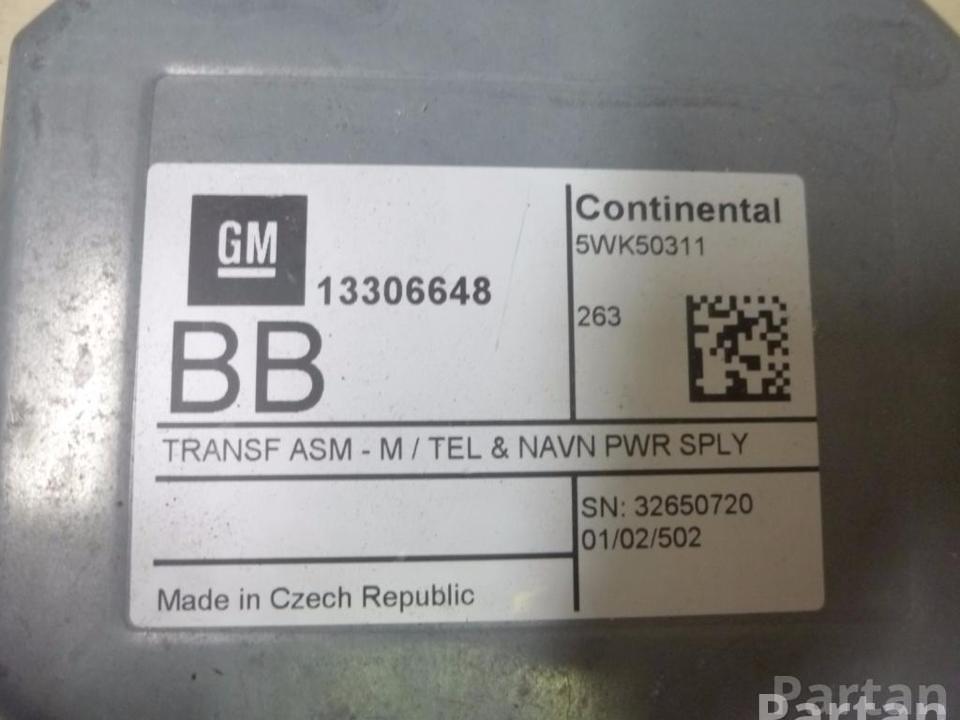 GM
13306648
BB
Continental
5WK50311
263
TRANSF ASM - M / TEL & NAVN PWR SPLY
SN: 32650720
01/02/502
Made in Czech Republic
Partan
Partan